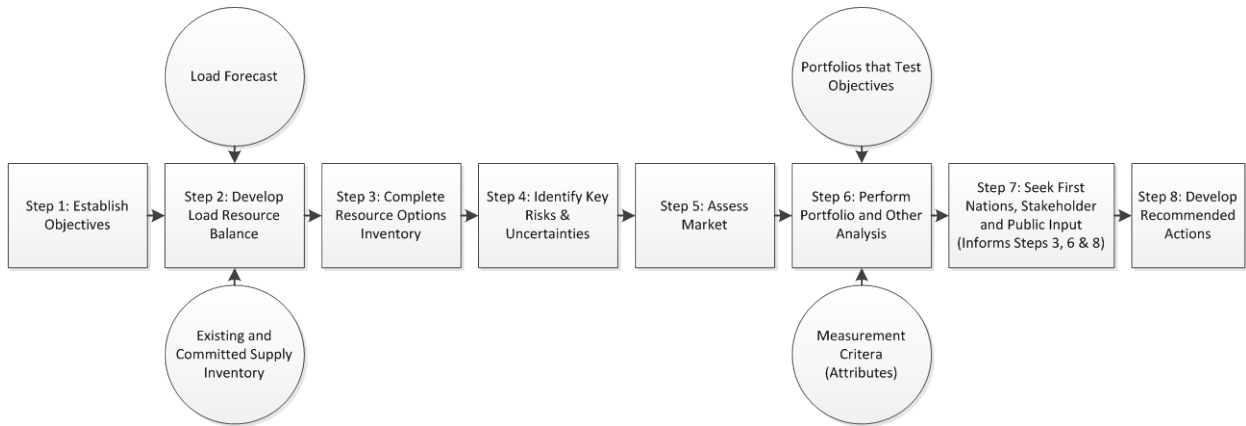 Load Forecast
Portfolios that Test
Objectives
Step 1: Establish
Objectives
Step 2: Develop
Load Resource
Balance
Step 3: Complete
Resource Options
Inventory
Step 4: Identify Key
Risks &
Uncertainties
Step 5: Assess
Market
Step 6: Perform
Portfolio and Other
Analysis
Step 7: Seek First
Nations, Stakeholder
and Public Input
(Informs Steps 3, 6 & 8)
Step 8: Develop
Recommended
Actions
Existing and
Committed Supply
Inventory
Measurement
Critera
(Attributes)